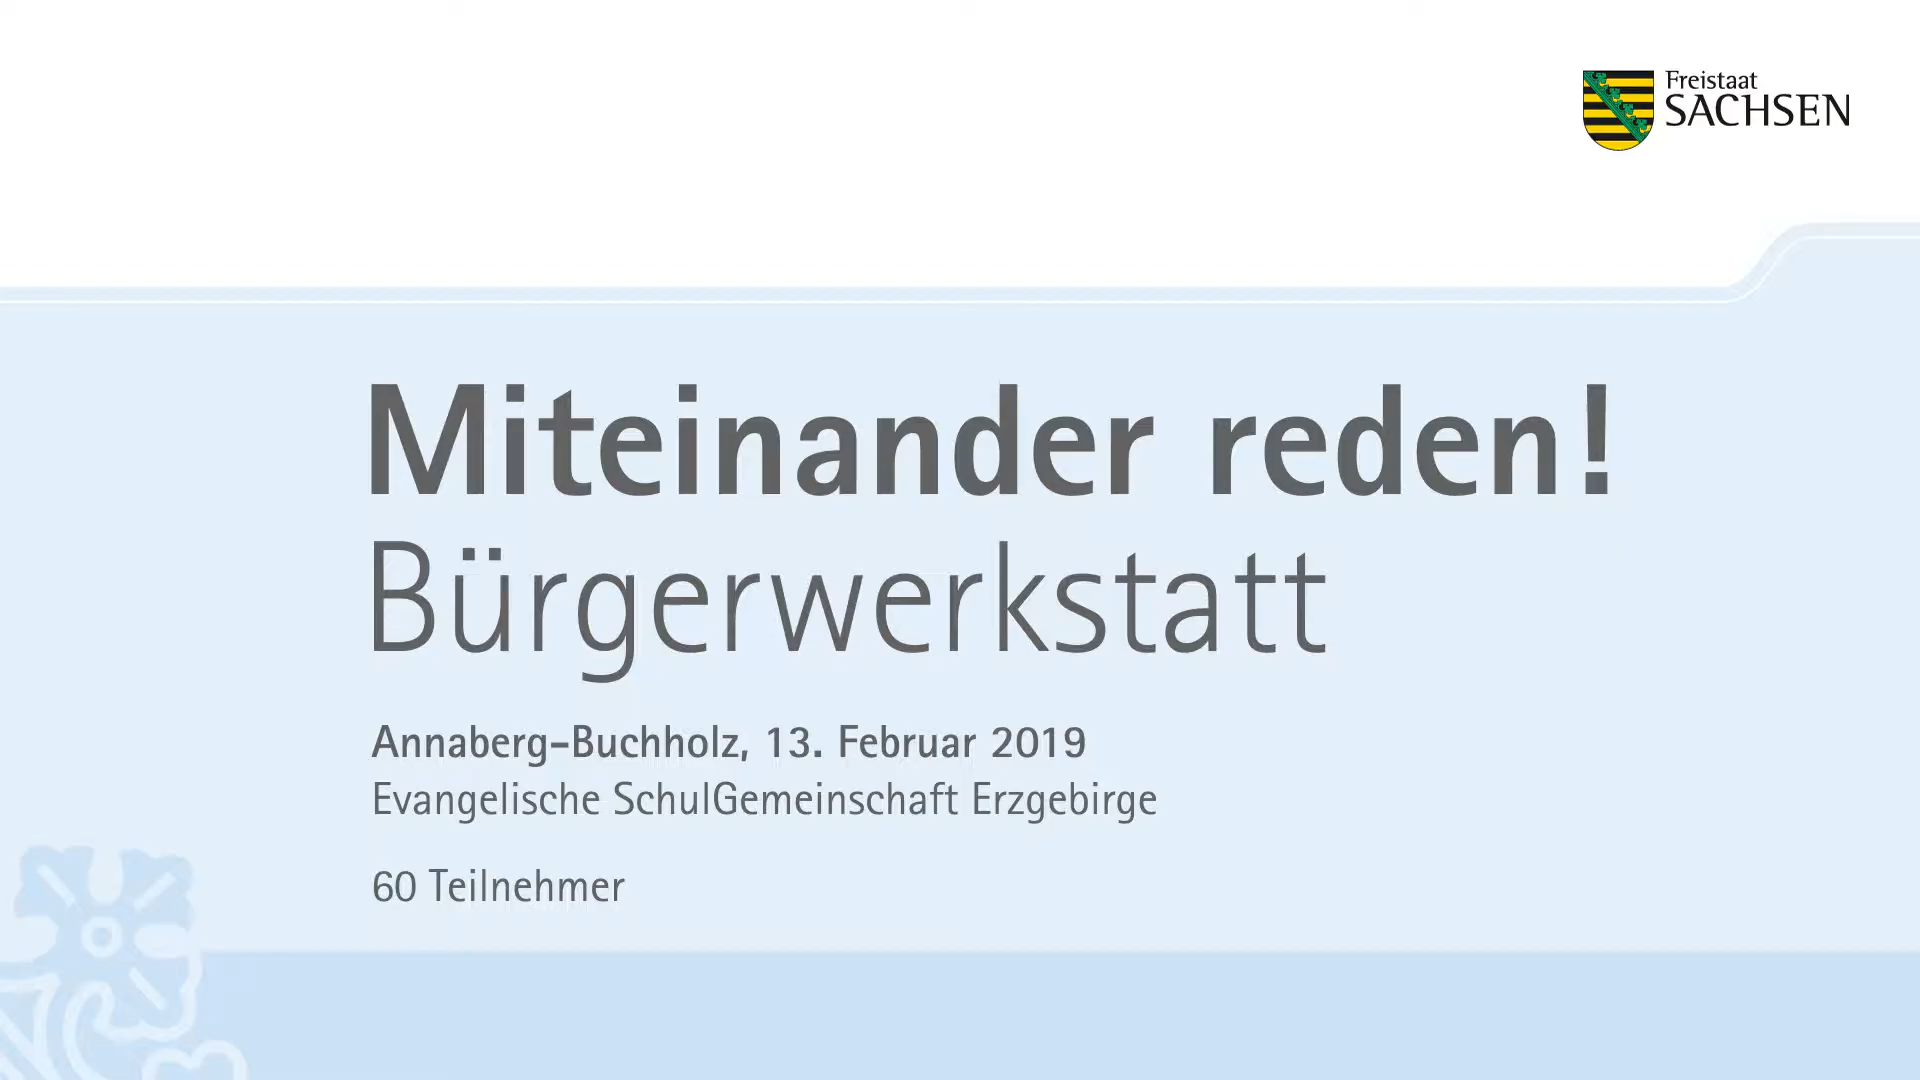 Freistaat
SACHSEN
Miteinander reden!
Bürgerwerkstatt
Annaberg-Buchholz, 13. Februar 2019
Evangelische SchulGemeinschaft Erzgebirge
60 Teilnehmer